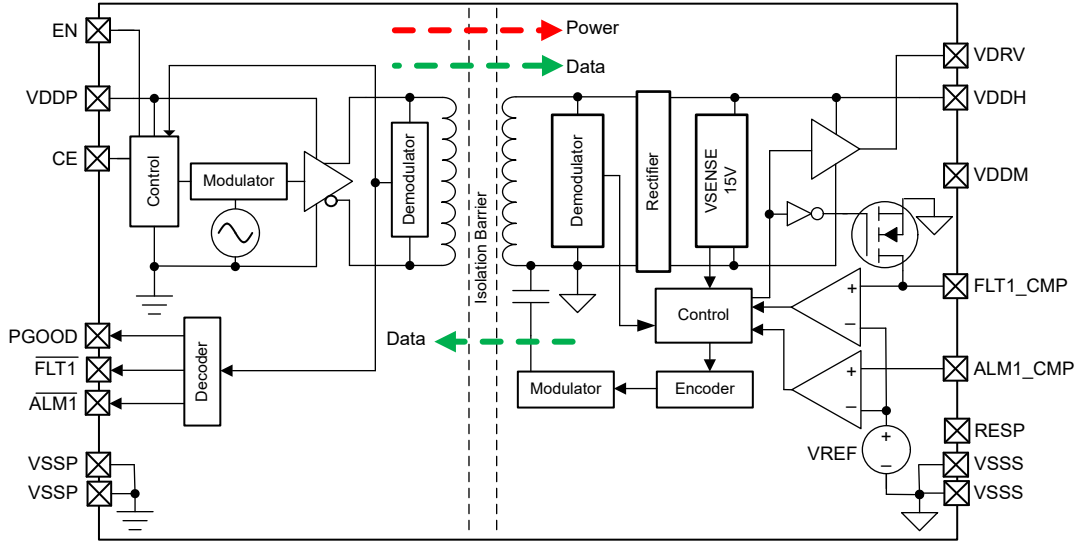 EN
Power
VDRV
Data
VDDP
VDDH
CE
Control
Modulator
Demodulator
Isolation Barrier
Demodulator
Rectifier
VSENSE
15V
VDDM
FLT1_CMP
+
−
Control
PGOOD
FLT1
ALM1
Decoder
Data
Modulator
Encoder
ALM1_CMP
+
−
RESP
VREF
+
−
VSSP
VSSP
VSSS
VSSS